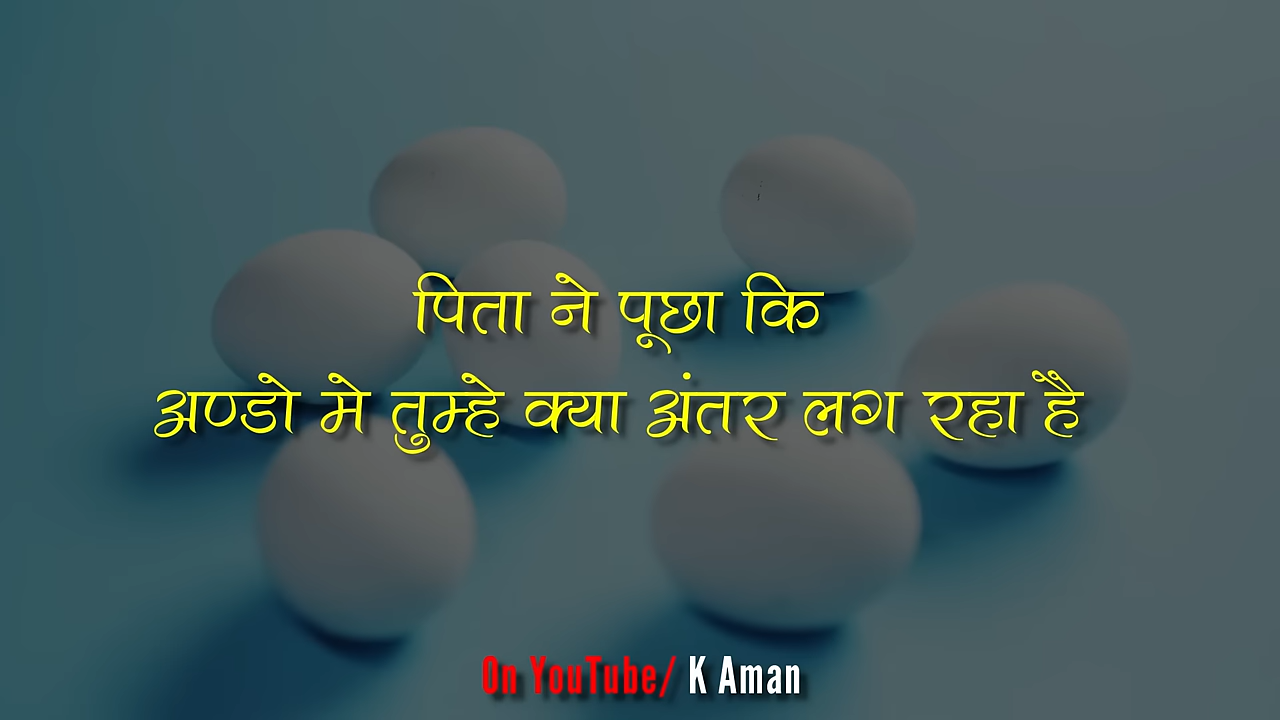 पिता ने पूछा कि
अण्डो मे तुम्हे क्या अंतर लग रहा है
On YouTube/ K Aman